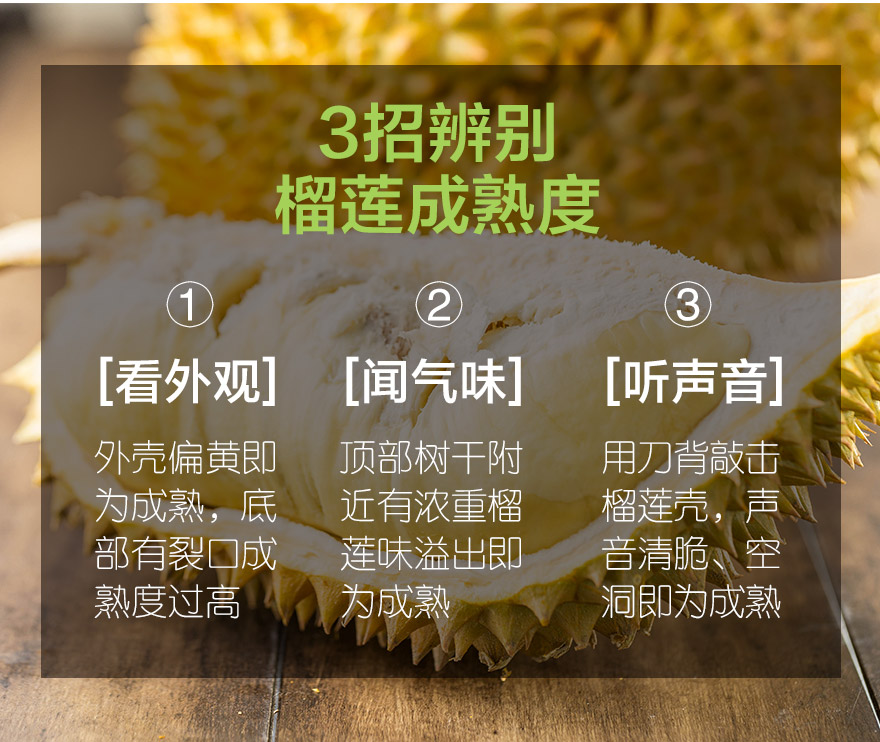 3招辨别
榴莲成熟度
①
[看外观]
外壳偏黄即
为成熟，底
部有裂口成
熟度过高
②
[闻气味]
顶部树干附
近有浓重榴
莲味溢出即
为成熟
③
[听声音]
用刀背敲击
榴莲壳，声
音清脆、空
洞即为成熟